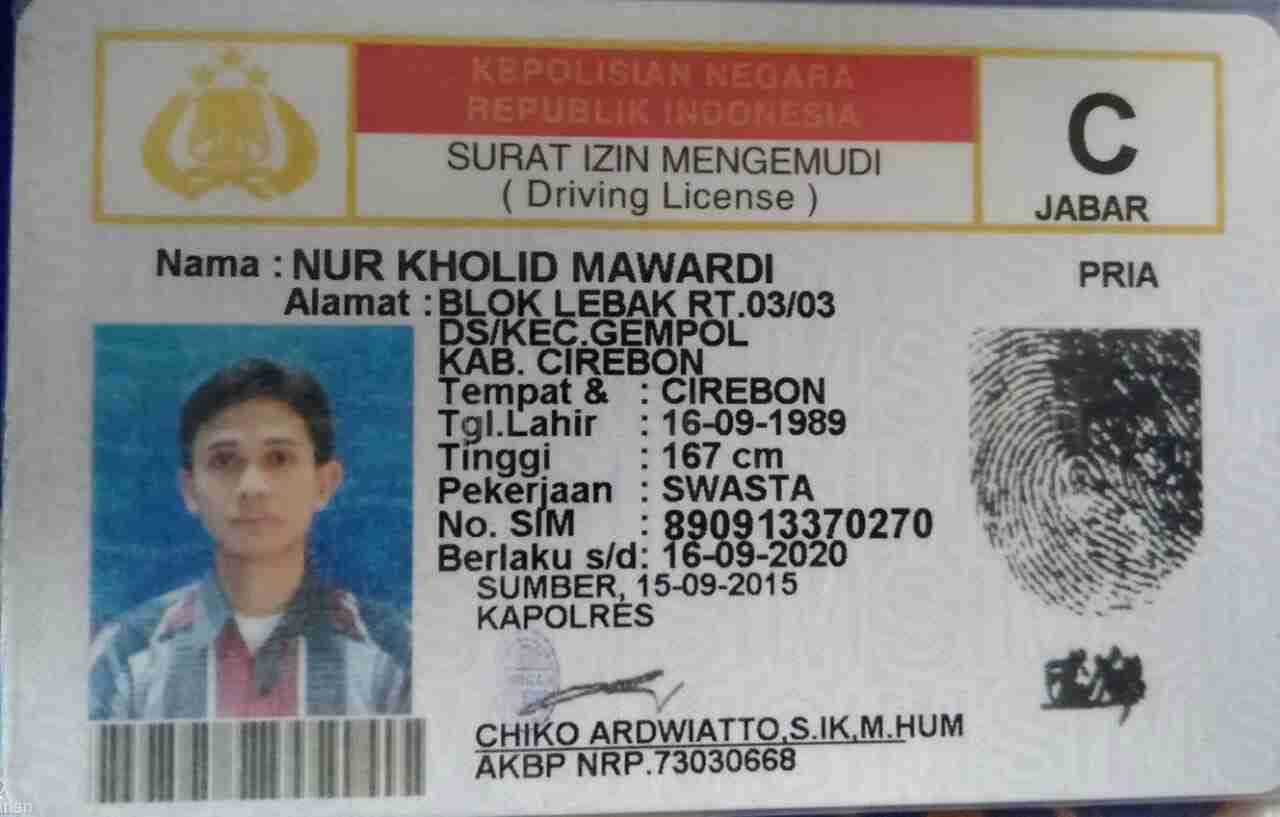 KEPOLISIAN NEGARA
REPUBLIK INDONESIA
SURAT IZIN MENGEMUDI
( Driving License )
C
JABAR
Nama : NUR KHOLID MAWARDI
PRIA
Alamat : BLOK LEBAK RT.03/03
DS/KEC.GEMPOL
KAB. CIREBON
Tempat & : CIREBON
Tgl.Lahir : 16-09-1989
Tinggi : 167 cm
Pekerjaan : SWASTA
No. SIM : 890913370270
Berlaku s/d: 16-09-2020
SUMBER, 15-09-2015
KAPOLRES
CHIKO ARDWIATTO,S.IK,M.HUM
AKBP NRP.73030668